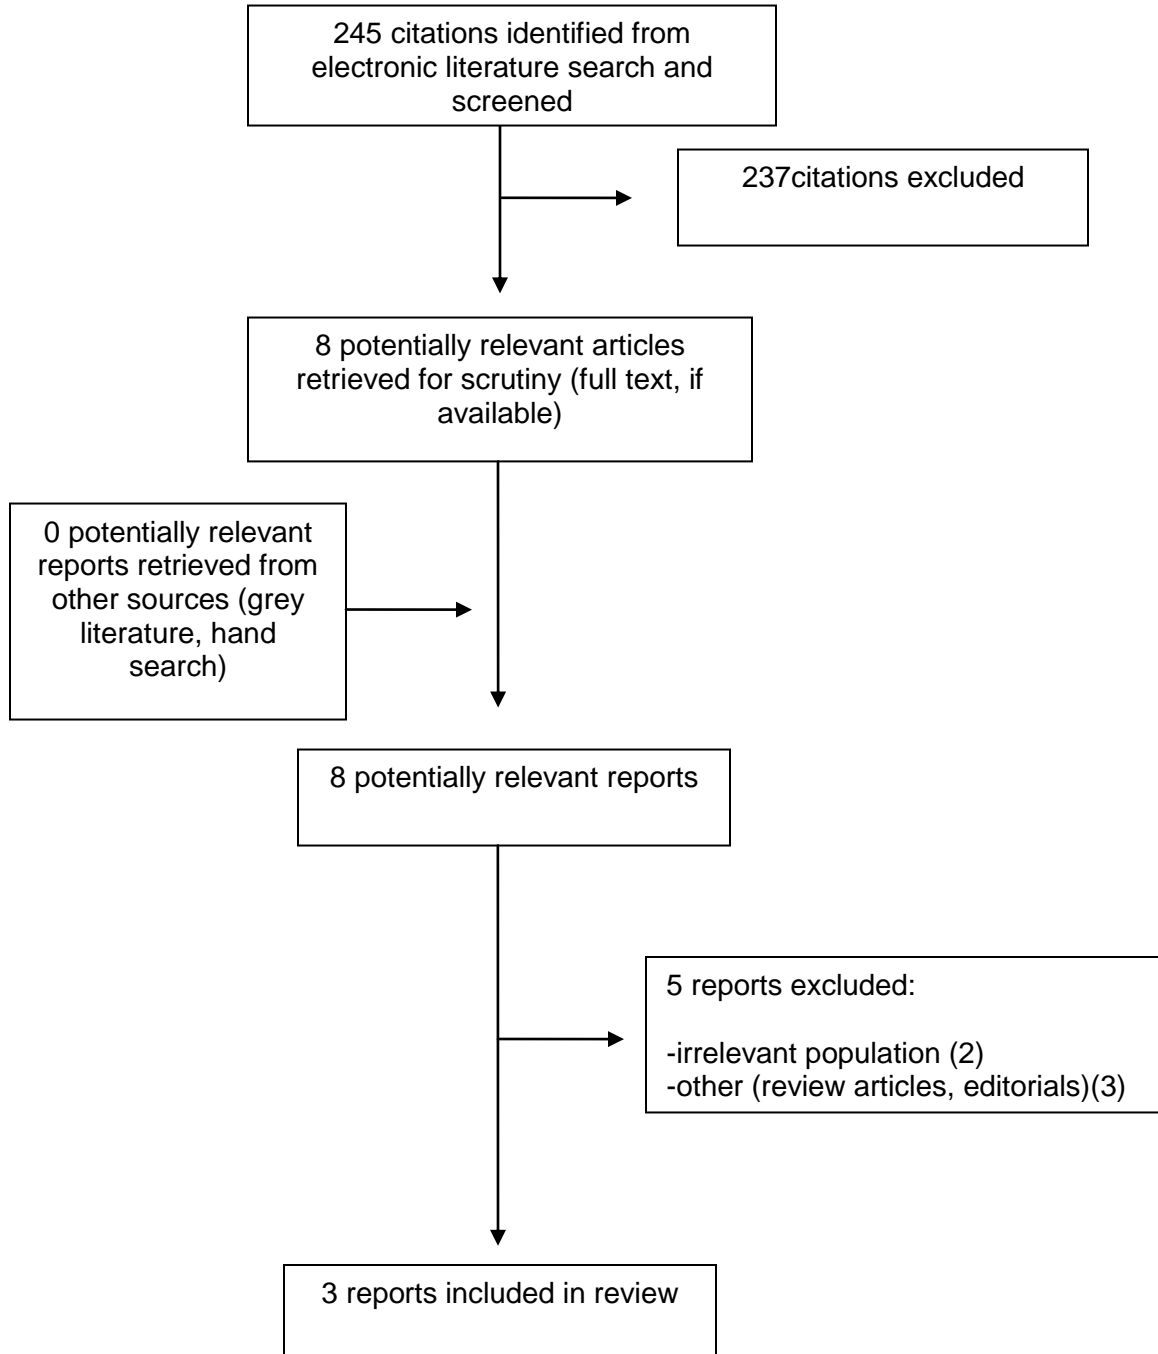 245 citations identified from
electronic literature search and
screened
237citations excluded
8 potentially relevant articles
retrieved for scrutiny (full text, if
available)
0 potentially relevant
reports retrieved from
other sources (grey
literature, hand
search)
8 potentially relevant reports
5 reports excluded:
-irrelevant population (2)
-other (review articles, editorials)(3)
3 reports included in review